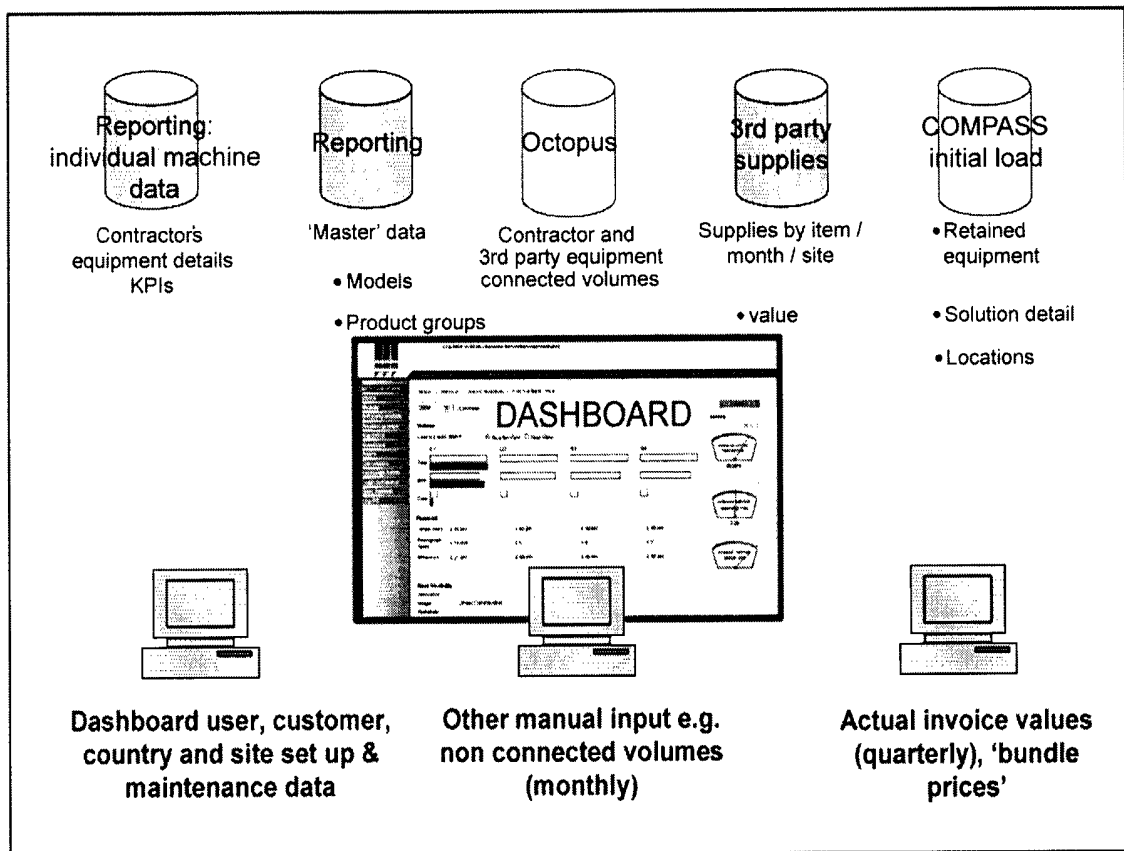 Reporting:
individual machine
data
Contractor's
equipment details
KPIs
Reporting
'Master' data
• Models
• Product groups
Octopus
Contractor and
3rd party equipment
connected volumes
3rd party
supplies
Supplies by item /
month / site
• value
COMPASS
initial load
• Retained
equipment
• Solution detail
• Locations
DASHBOARD
Dashboard user, customer,
country and site set up &
maintenance data
Other manual input e.g.
non connected volumes
(monthly)
Actual invoice values
(quarterly), 'bundle
prices'